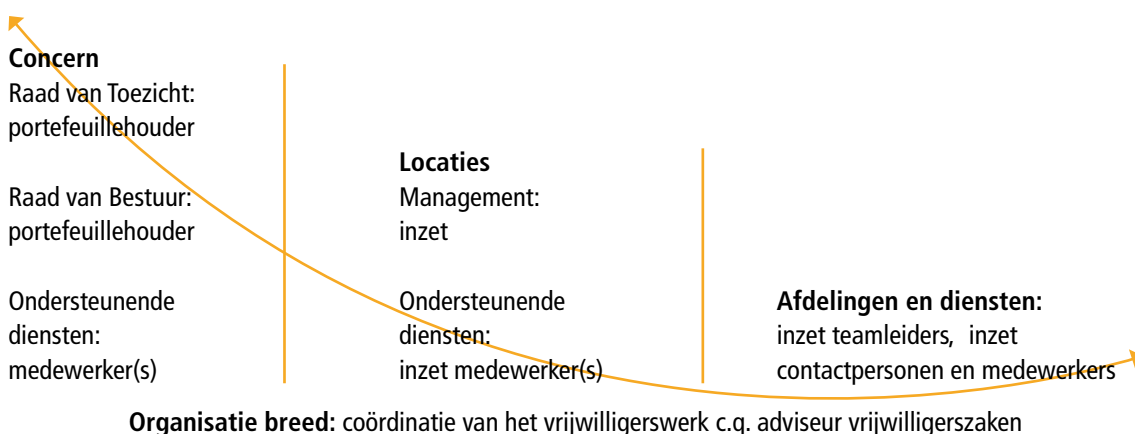 Concern
Raad van Toezicht:
portefeuillehouder
Raad van Bestuur:
portefeuillehouder
Ondersteunende
diensten:
medewerker(s)
Locaties
Management:
inzet
Ondersteunende
diensten:
inzet medewerker(s)
Afdelingen en diensten:
inzet teamleiders, inzet
contactpersonen en medewerkers
Organisatie breed: coördinatie van het vrijwilligerswerk c.q. adviseur vrijwilligerszaken